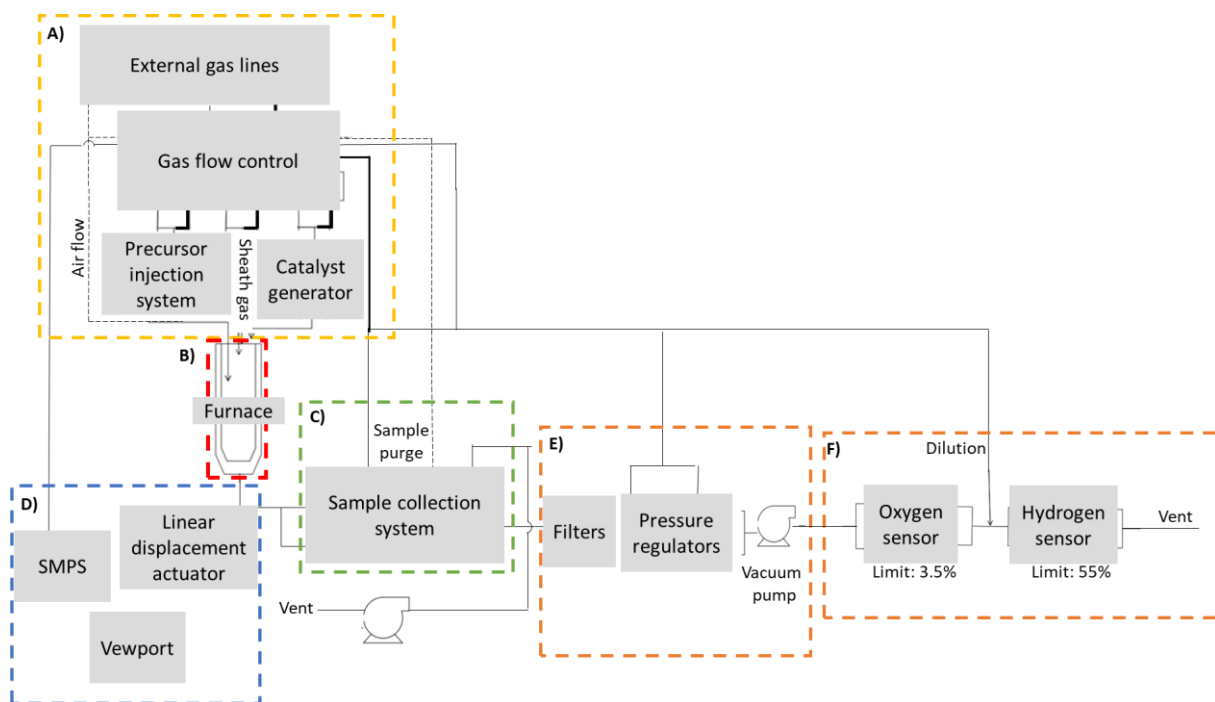 A)
External gas lines
Gas flow control
Air flow
Precursor
injection
system
Sheath gas
Catalyst
generator
B)
Furnace
C)
Sample
purge
Sample collection
system
D)
SMPS
Linear
displacement
actuator
Vewport
Vent
E)
Filters
Pressure
regulators
Vacuum
pump
F)
Dilution
Oxygen
sensor
Limit: 3.5%
Hydrogen
sensor
Limit: 55%
Vent